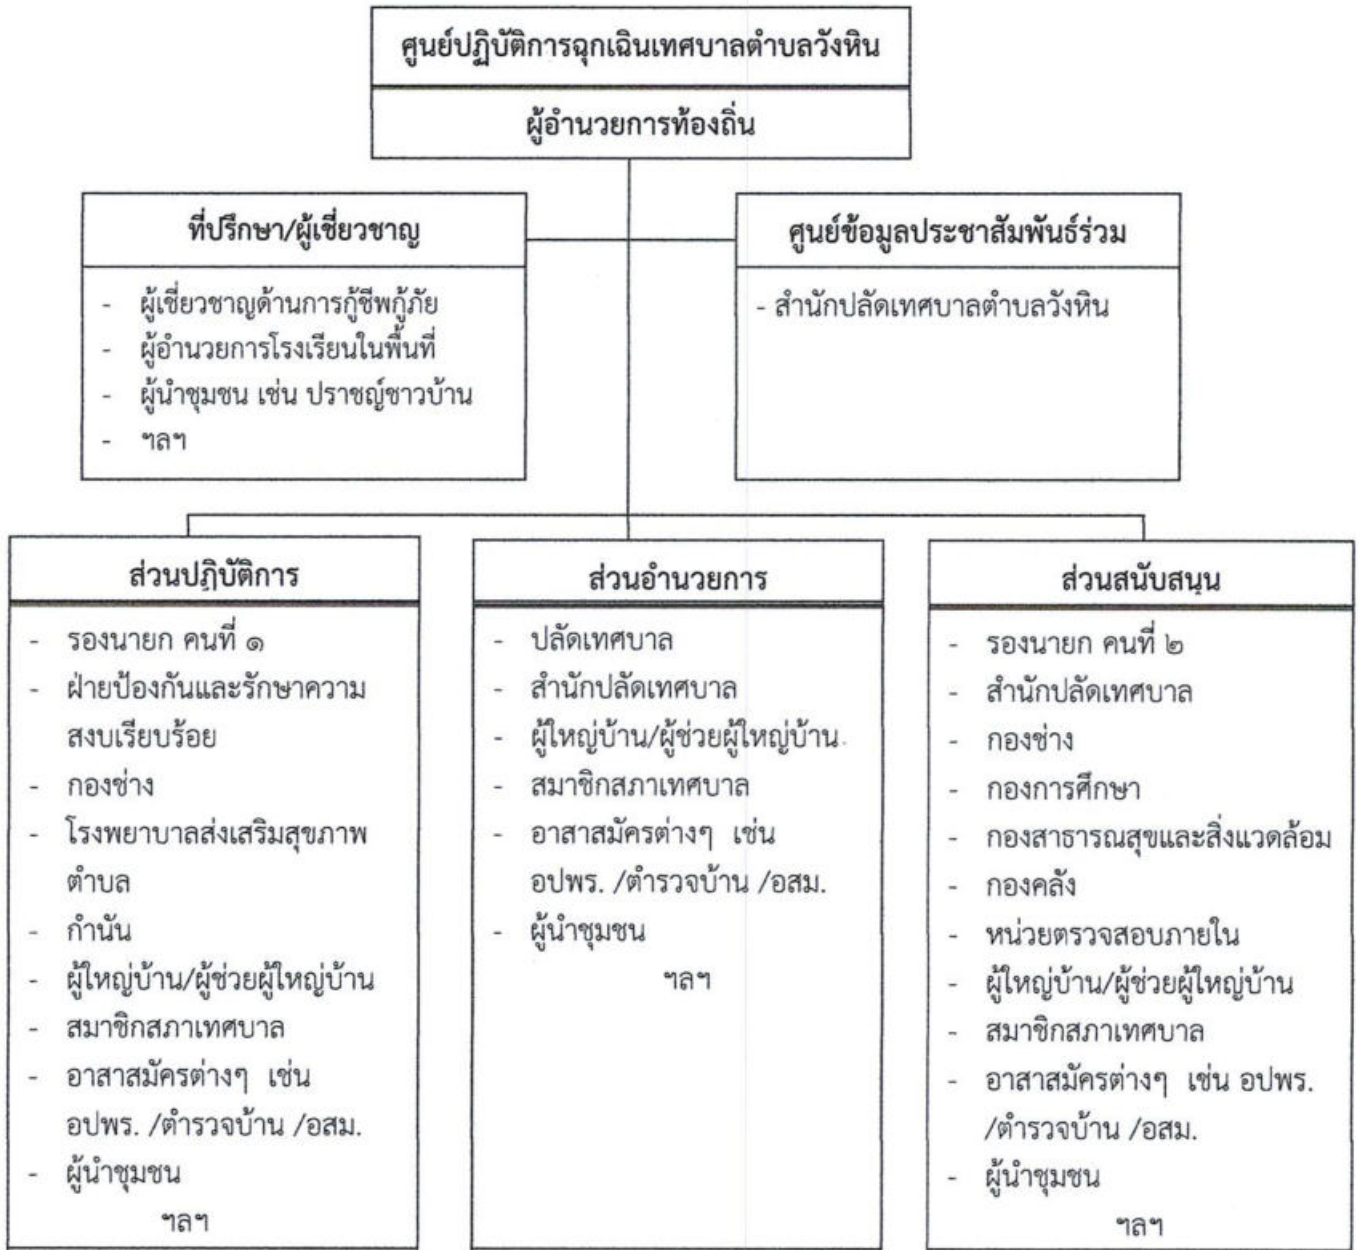 ศูนย์ปฏิบัติการฉุกเฉินเทศบาลตำบลวังหิน
ผู้อำนวยการท้องถิ่น
ที่ปรึกษา/ผู้เชี่ยวชาญ
- ผู้เชี่ยวชาญด้านการกู้ชีพกู้ภัย
- ผู้อำนวยการโรงเรียนในพื้นที่
- ผู้นำชุมชน เช่น ปราชญ์ชาวบ้าน
- ฯลฯ
ศูนย์ข้อมูลประชาสัมพันธ์ร่วม
- สำนักปลัดเทศบาลตำบลวังหิน
ส่วนปฏิบัติการ
- รองนายก คนที่ ๑
- ฝ่ายป้องกันและรักษาความ
สงบเรียบร้อย
- กองช่าง
- โรงพยาบาลส่งเสริมสุขภาพ
ตำบล
- กำนัน
- ผู้ใหญ่บ้าน/ผู้ช่วยผู้ใหญ่บ้าน
- สมาชิกสภาเทศบาล
- อาสาสมัครต่างๆ เช่น
อปพร. /ตำรวจบ้าน /อสม.
- ผู้นำชุมชน
ฯลฯ
ส่วนอำนวยการ
- ปลัดเทศบาล
- สำนักปลัดเทศบาล
- ผู้ใหญ่บ้าน/ผู้ช่วยผู้ใหญ่บ้าน
- สมาชิกสภาเทศบาล
- อาสาสมัครต่างๆ เช่น
อปพร. /ตำรวจบ้าน /อสม.
- ผู้นำชุมชน
ฯลฯ
ส่วนสนับสนุน
- รองนายก คนที่ ๒
- สำนักปลัดเทศบาล
- กองช่าง
- กองการศึกษา
- กองสาธารณสุขและสิ่งแวดล้อม
- กองคลัง
- หน่วยตรวจสอบภายใน
- ผู้ใหญ่บ้าน/ผู้ช่วยผู้ใหญ่บ้าน
- สมาชิกสภาเทศบาล
- อาสาสมัครต่างๆ เช่น อปพร.
/ตำรวจบ้าน /อสม.
- ผู้นำชุมชน
ฯลฯ